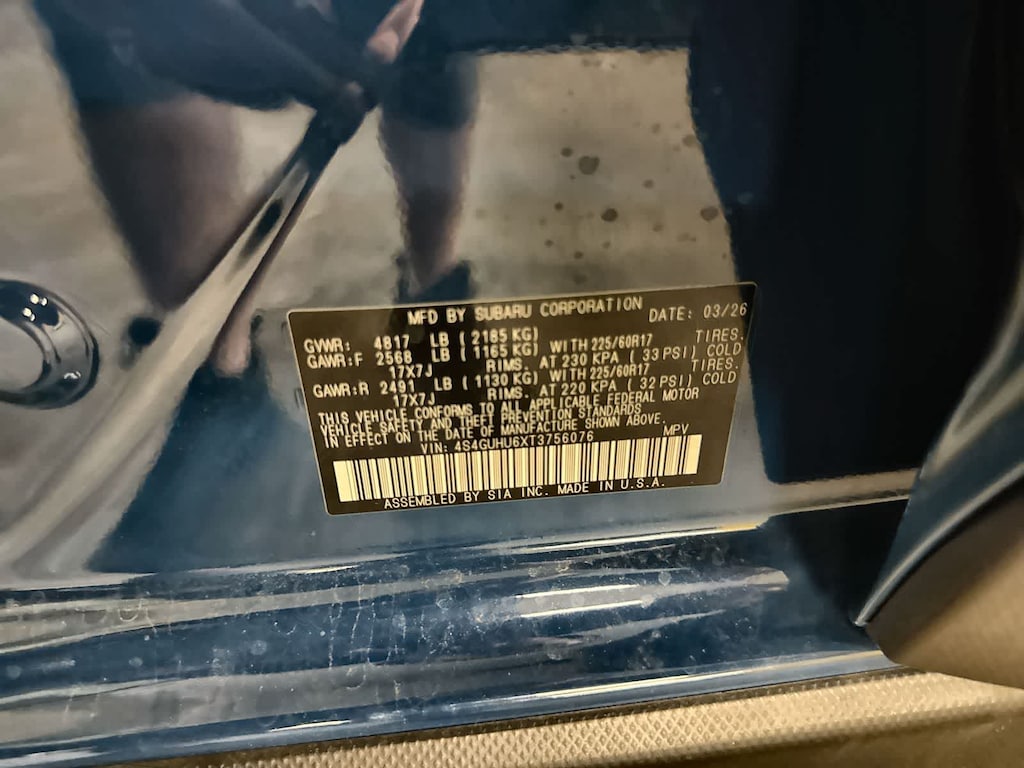 MFD BY SUBARU CORPORATION DATE: 03/26
GVWR: 4817 LB ( 2185 KG)
GAWR:F 2568 LB ( 1165 KG) WITH 225/60R17 TIRES.
17X7J RIMS. AT 230 KPA ( 33 PSI) COLD
GAWR:R 2491 LB ( 1130 KG) WITH 225/60R17 TIRES.
17X7J RIMS. AT 220 KPA ( 32 PSI) COLD
THIS VEHICLE CONFORMS TO ALL APPLICABLE FEDERAL MOTOR
VEHICLE SAFETY AND THEFT PREVENTION STANDARDS
IN EFFECT ON THE DATE OF MANUFACTURE SHOWN ABOVE.
VIN: 4S4GUHU6XT3756076 MPV
ASSEMBLED BY SIA INC. MADE IN U.S.A.